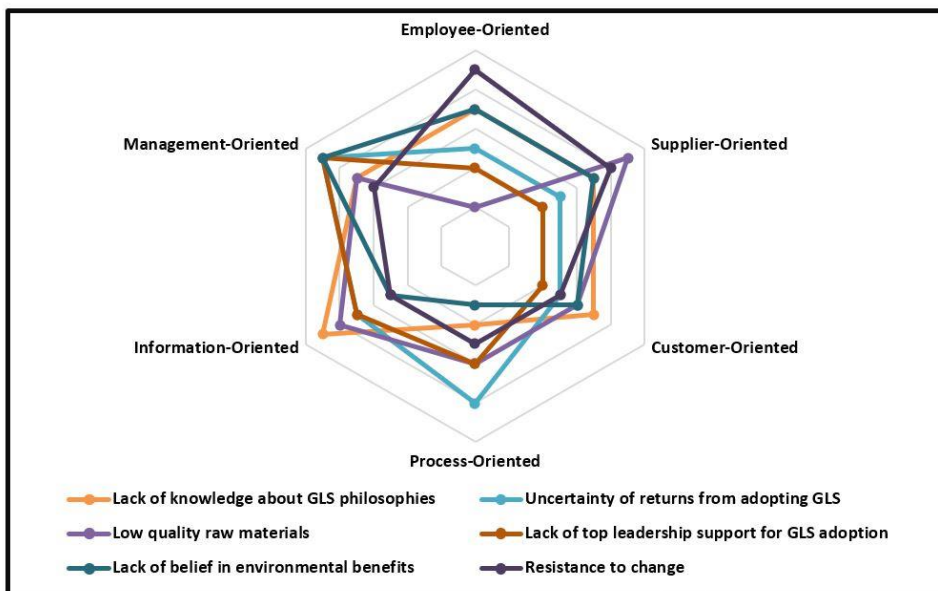 Employee-Oriented
Management-Oriented
Supplier-Oriented
Information-Oriented
Customer-Oriented
Process-Oriented
Lack of knowledge about GLS philosophies
Uncertainty of returns from adopting GLS
Low quality raw materials
Lack of top leadership support for GLS adoption
Lack of belief in environmental benefits
Resistance to change